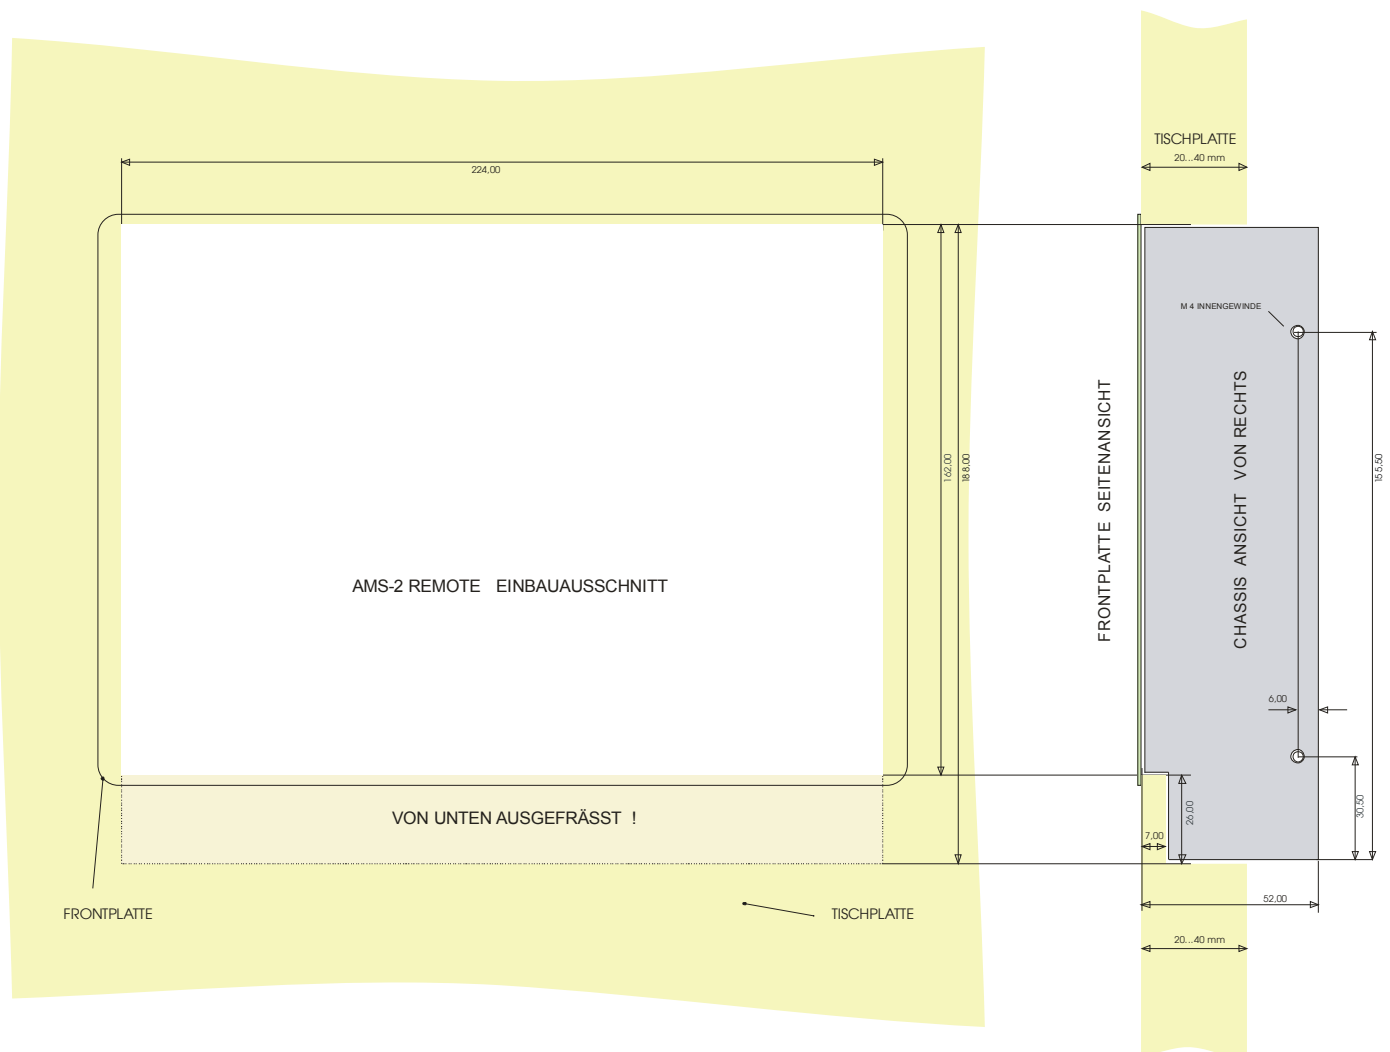 TISCHPLATTE
20...40 mm
224,00
M 4 INNENGEWINDE
162,00
188,00
155,50
FRONTPLATTE SEITENANSICHT
CHASSIS ANSICHT VON RECHTS
AMS-2 REMOTE EINBAUAUSSCHNITT
6,00
VON UNTEN AUSGEFRÄSST !
26,00
30,50
7,00
52,00
FRONTPLATTE
TISCHPLATTE
20...40 mm